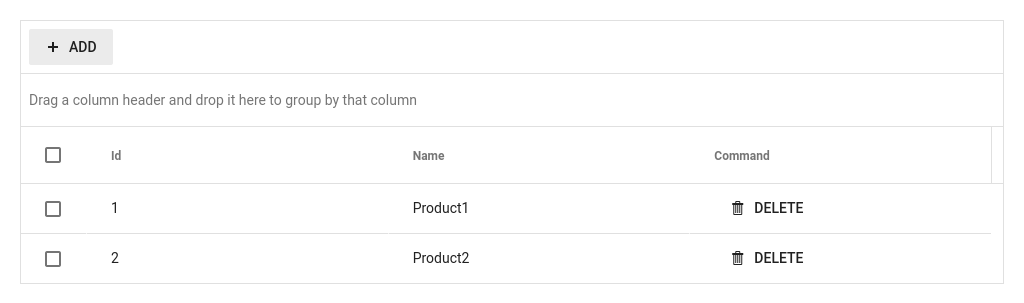 ADD
Drag a column header and drop it here to group by that column
Id Name Command
1 Product1 DELETE
2 Product2 DELETE